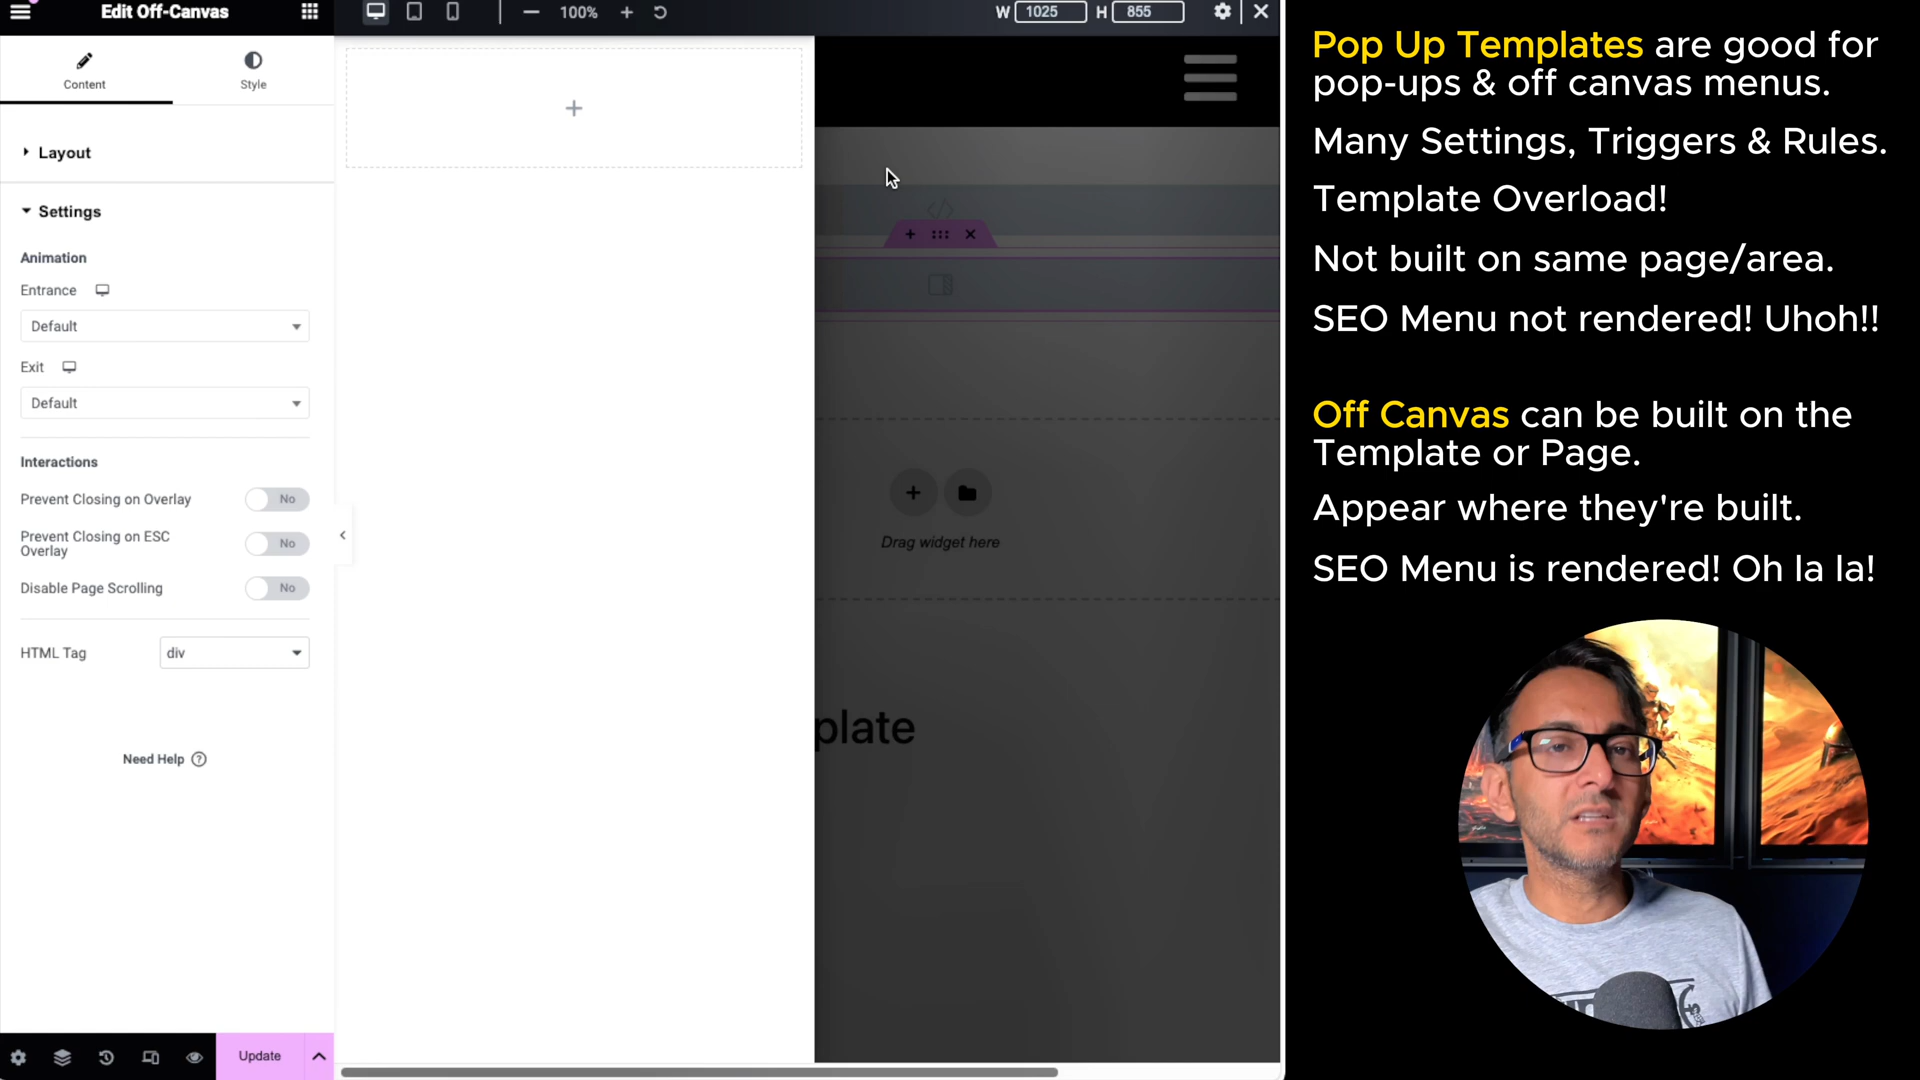 Edit Off-Canvas
100%
W 1025 H 855
Content
Style
Layout
Settings
Animation
Entrance
Default
Exit
Default
Interactions
Prevent Closing on Overlay
No
Prevent Closing on ESC
Overlay
No
Disable Page Scrolling
No
HTML Tag
div
Need Help
Update
Drag widget here
plate
Pop Up Templates are good for
pop-ups & off canvas menus.
Many Settings, Triggers & Rules.
Template Overload!
Not built on same page/area.
SEO Menu not rendered! Uhoh!!
Off Canvas can be built on the
Template or Page.
Appear where they're built.
SEO Menu is rendered! Oh la la!